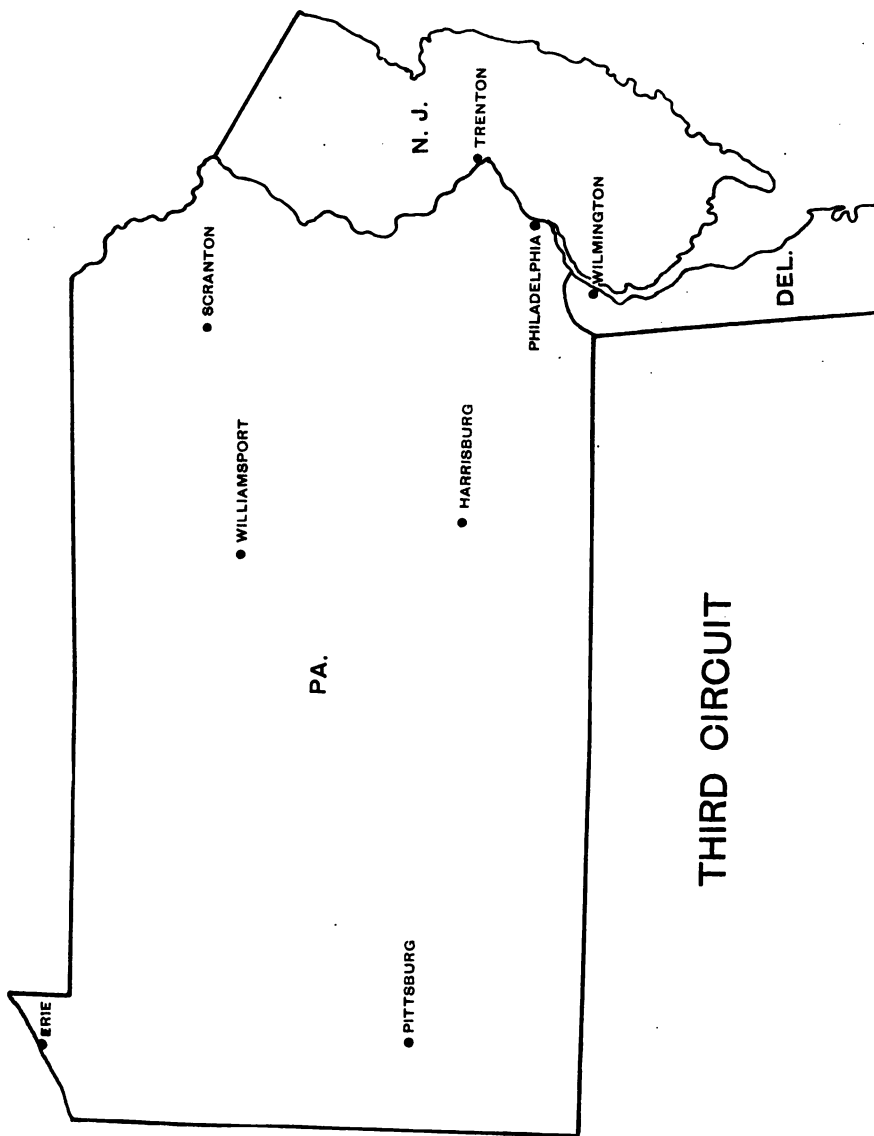 ERIE
SCRANTON
WILLIAMSPORT
N. J.
TRENTON
PA.
PITTSBURG
HARRISBURG
PHILADELPHIA
WILMINGTON
DEL.
THIRD CIRCUIT